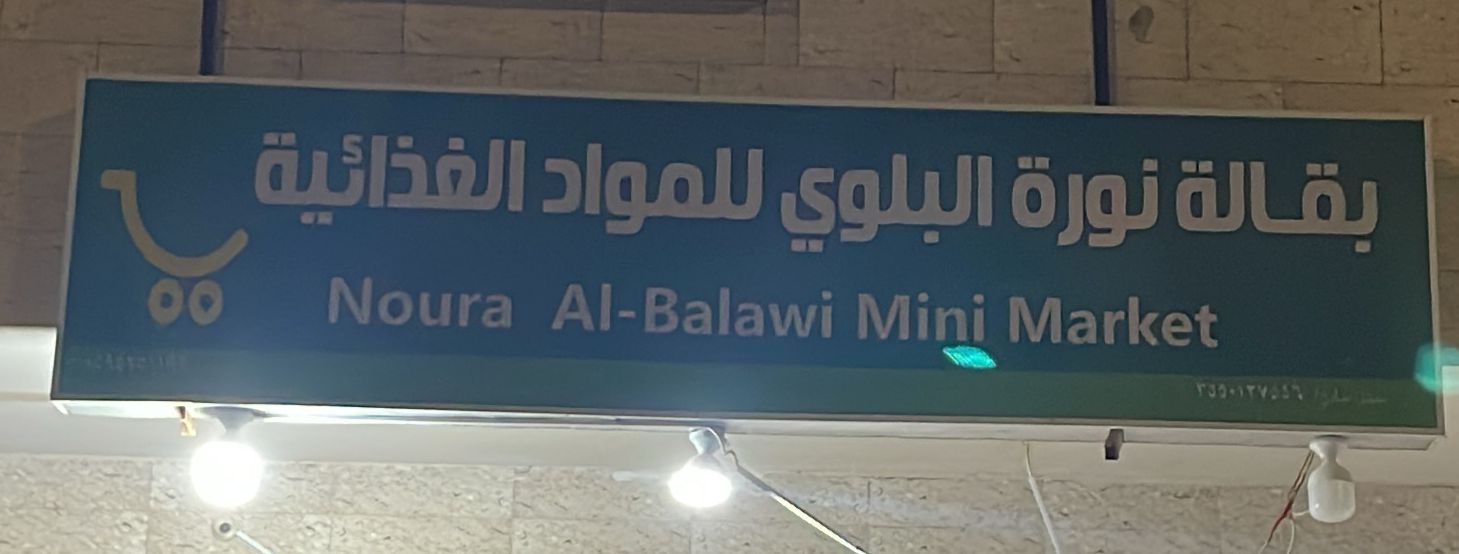 بقالة نورة البلوي للمواد الغذائية
Noura Al-Balawi Mini Market